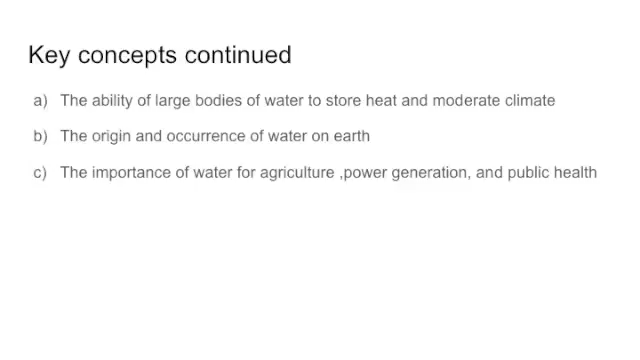 Key concepts continued
a) The ability of large bodies of water to store heat and moderate climate
b) The origin and occurrence of water on earth
c) The importance of water for agriculture ,power generation, and public health